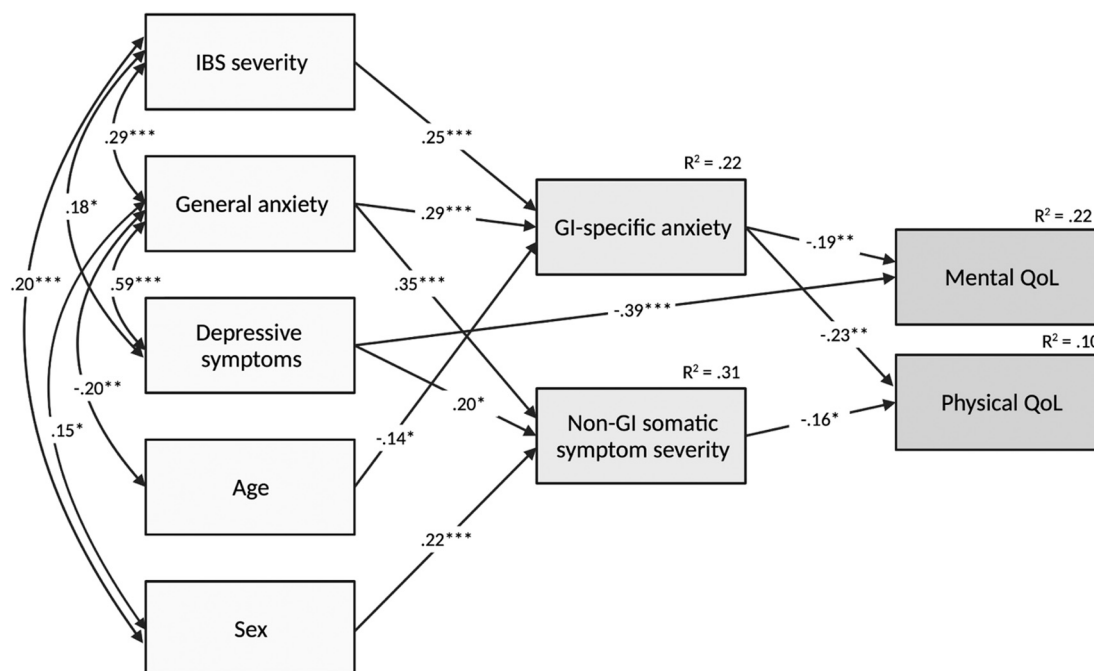 IBS severity
.29***
.25***
R² = .22
General anxiety
.18*
.29***
GI-specific anxiety
R² = .22
-.19**
Mental QoL
.20***
.59***
.35***
-.39***
Depressive
symptoms
-.23**
R² = .10
-.20**
.20*
R² = .31
Physical QoL
.15*
-.14*
Non-GI somatic
symptom severity
-.16*
Age
.22***
Sex